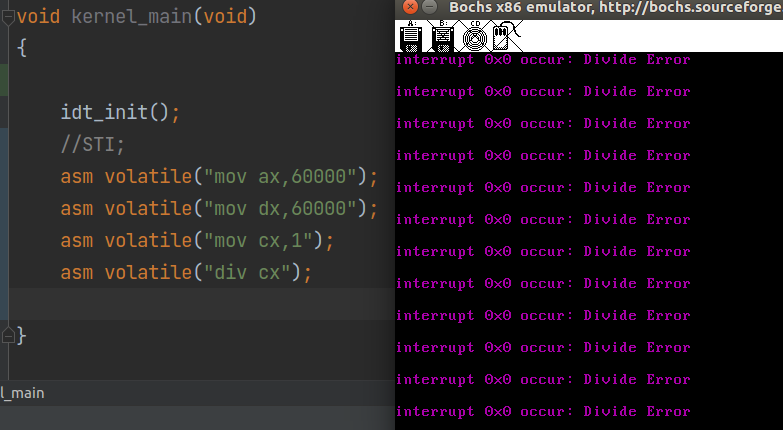 void kernel_main(void)
{
idt_init();
//STI;
asm volatile("mov ax,60000");
asm volatile("mov dx,60000");
asm volatile("mov cx,1");
asm volatile("div cx");
}
l_main
Bochs x86 emulator, http://bochs.sourceforge
A: B: CD
interrupt 0x0 occur: Divide Error
interrupt 0x0 occur: Divide Error
interrupt 0x0 occur: Divide Error
interrupt 0x0 occur: Divide Error
interrupt 0x0 occur: Divide Error
interrupt 0x0 occur: Divide Error
interrupt 0x0 occur: Divide Error
interrupt 0x0 occur: Divide Error
interrupt 0x0 occur: Divide Error
interrupt 0x0 occur: Divide Error
interrupt 0x0 occur: Divide Error
interrupt 0x0 occur: Divide Error